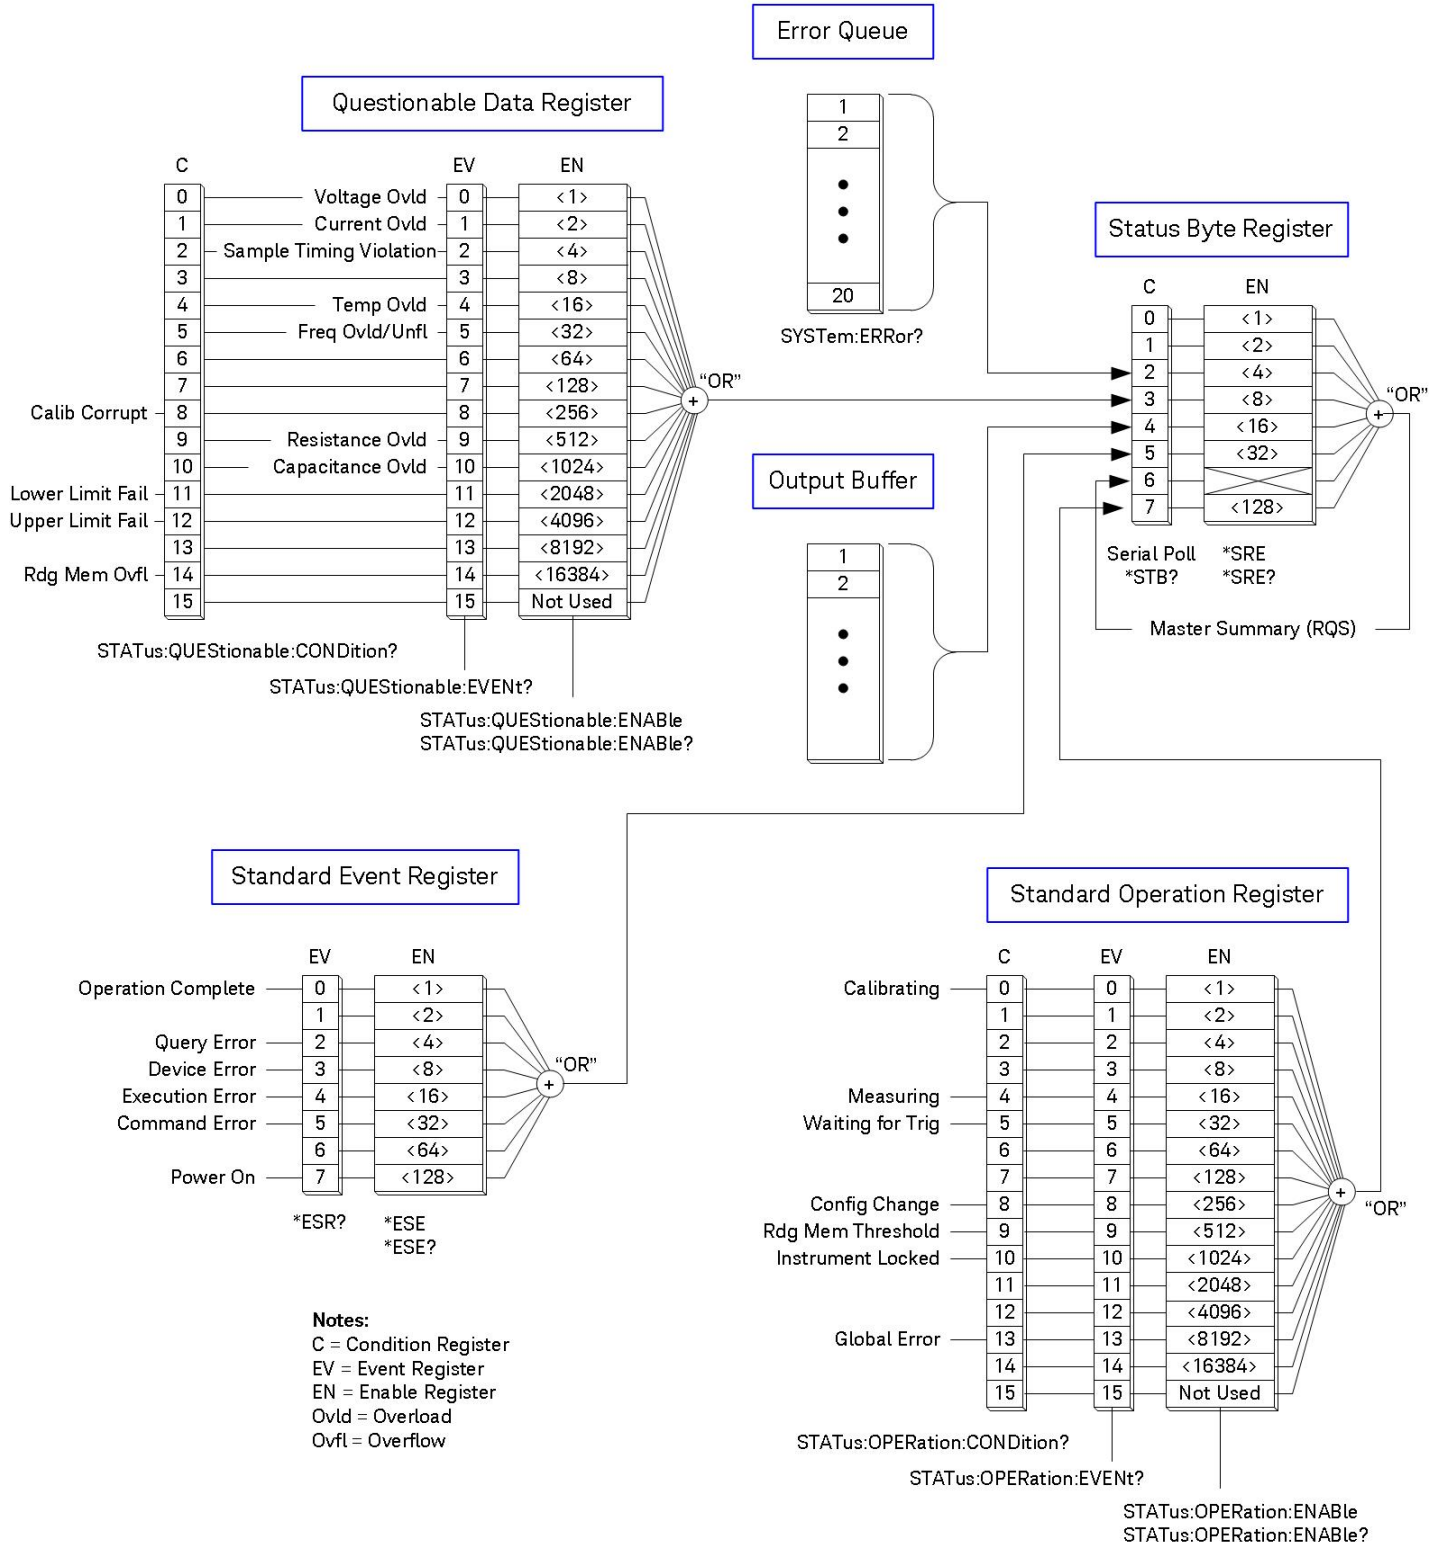 Error Queue
1
2
20
SYSTem:ERRor?
Questionable Data Register
C EV EN
0 Voltage Ovld 0 <1>
1 Current Ovld 1 <2>
2 Sample Timing Violation 2 <4>
3 3 <8>
4 Temp Ovld 4 <16>
5 Freq Ovld/Unfl 5 <32>
6 6 <64>
7 7 <128>
Calib Corrupt 8 8 <256>
9 Resistance Ovld 9 <512>
10 Capacitance Ovld 10 <1024>
Lower Limit Fail 11 11 <2048>
Upper Limit Fail 12 12 <4096>
13 13 <8192>
Rdg Mem Ovfl 14 14 <16384>
15 15 Not Used
"OR"
+
STATus:QUEStionable:CONDition?
STATus:QUEStionable:EVENt?
STATus:QUEStionable:ENABle
STATus:QUEStionable:ENABle?
Status Byte Register
C EN
0 <1>
1 <2>
2 <4>
3 <8>
4 <16>
5 <32>
6
7 <128>
"OR"
+
Serial Poll *SRE
*STB? *SRE?
Master Summary (RQS)
Output Buffer
1
2
Standard Event Register
EV EN
Operation Complete 0 <1>
1 <2>
Query Error 2 <4>
Device Error 3 <8>
Execution Error 4 <16>
Command Error 5 <32>
6 <64>
Power On 7 <128>
"OR"
+
*ESR? *ESE
*ESE?
Standard Operation Register
C EV EN
Calibrating 0 0 <1>
1 1 <2>
2 2 <4>
3 3 <8>
Measuring 4 4 <16>
Waiting for Trig 5 5 <32>
6 6 <64>
7 7 <128>
Config Change 8 8 <256>
Rdg Mem Threshold 9 9 <512>
Instrument Locked 10 10 <1024>
11 11 <2048>
12 12 <4096>
Global Error 13 13 <8192>
14 14 <16384>
15 15 Not Used
+
"OR"
STATus:OPERation:CONDition?
STATus:OPERation:EVENt?
STATus:OPERation:ENABle
STATus:OPERation:ENABle?
Notes:
C = Condition Register
EV = Event Register
EN = Enable Register
Ovld = Overload
Ovfl = Overflow